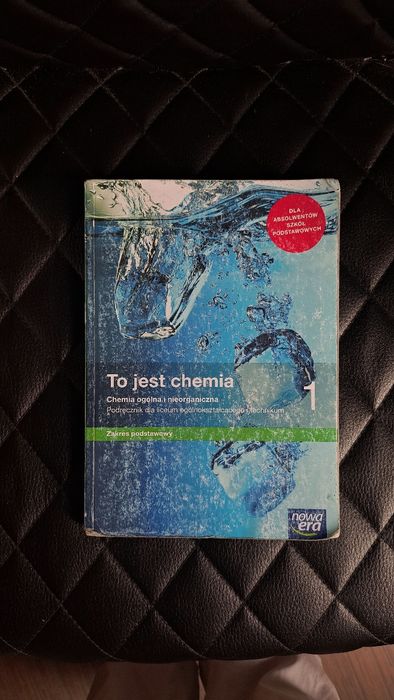 DLA
ABSOLWENTÓW
SZKÓŁ
PODSTAWOWYCH
To jest chemia
1
Chemia ogólna i nieorganiczna
Podręcznik dla liceum ogólnokształcącego i technikum
Zakres podstawowy
nowa
era